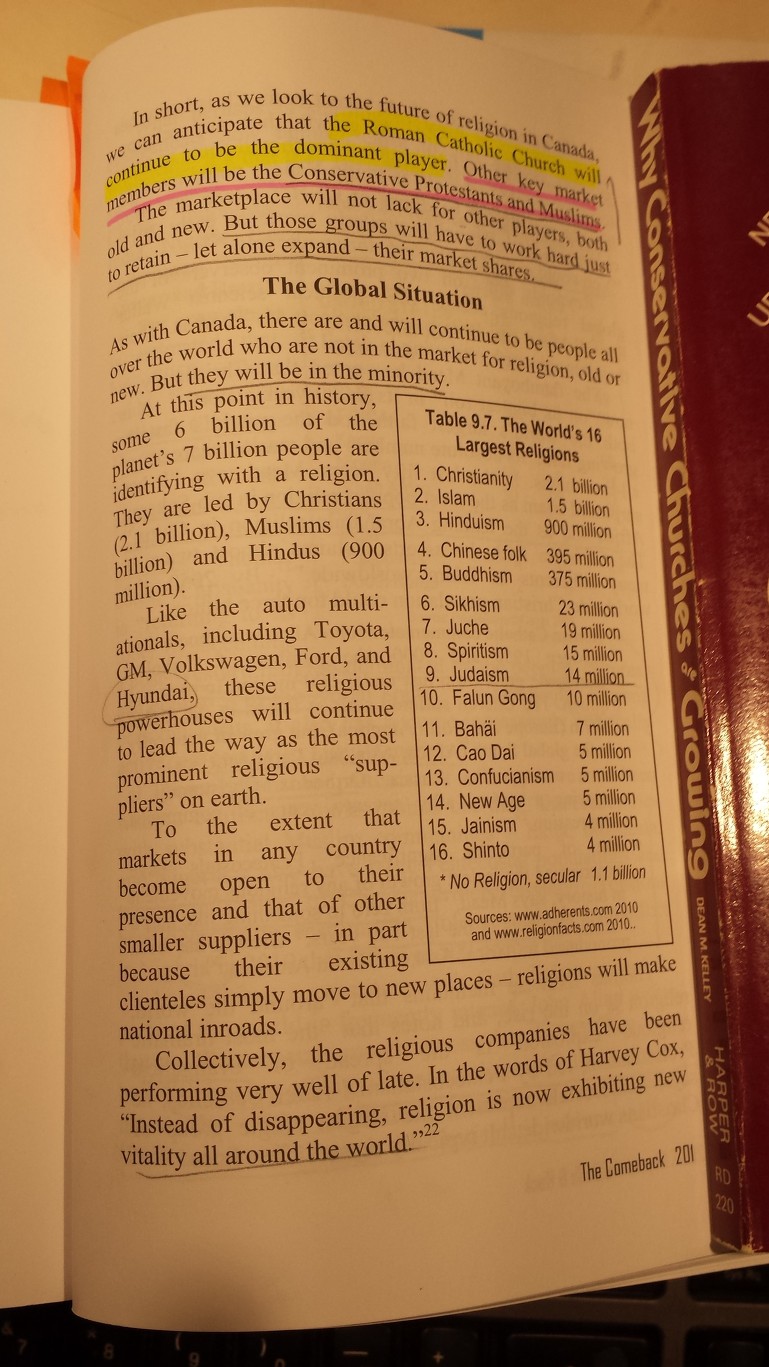 In short, as we look to the future of religion in Canada,
we can anticipate that the Roman Catholic Church will
continue to be the dominant player. Other key market
members will be the Conservative Protestants and Muslims.
The marketplace will not lack for other players, both
old and new. But those groups will have to work hard just
to retain – let alone expand – their market shares.
The Global Situation
As with Canada, there are and will continue to be people all
over the world who are not in the market for religion, old or
new. But they will be in the minority.
At this point in history,
some 6 billion of the
planet's 7 billion people are
identifying with a religion.
They are led by Christians
(2.1 billion), Muslims (1.5
billion) and Hindus (900
million).
Like the auto multi-
ationals, including Toyota,
GM, Volkswagen, Ford, and
Hyundai, these religious
powerhouses will continue
to lead the way as the most
prominent religious "sup-
pliers" on earth.
To the extent that
markets in any country
become open to their
presence and that of other
smaller suppliers – in part
because their existing
clienteles simply move to new places – religions will make
national inroads.
Collectively, the religious companies have been
performing very well of late. In the words of Harvey Cox,
"Instead of disappearing, religion is now exhibiting new
vitality all around the world."22
The Comeback 201
Table 9.7. The World's 16
Largest Religions
1. Christianity 2.1 billion
2. Islam 1.5 billion
3. Hinduism 900 million
4. Chinese folk 395 million
5. Buddhism 375 million
6. Sikhism 23 million
7. Juche 19 million
8. Spiritism 15 million
9. Judaism 14 million
10. Falun Gong 10 million
11. Bahäi 7 million
12. Cao Dai 5 million
13. Confucianism 5 million
14. New Age 5 million
15. Jainism 4 million
16. Shinto 4 million
* No Religion, secular 1.1 billion
Sources: www.adherents.com 2010
and www.religionfacts.com 2010..
Why Conservative Churches are Growing
DEAN M. KELLEY
HARPER
& ROW
RD
220
7
8
9